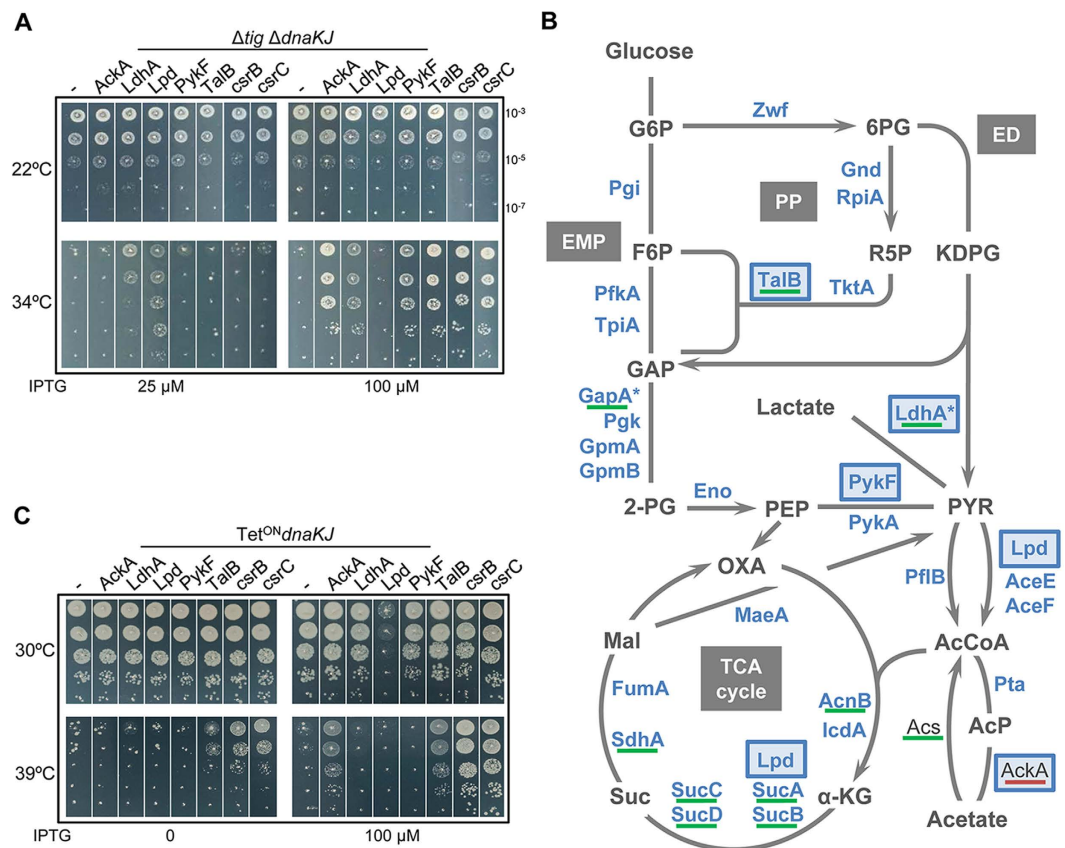 A
Δtig ΔdnaKJ
- AckA LdhA Lpd PykF TalB csrB csrC - AckA LdhA Lpd PykF TalB csrB csrC
22ºC
10-3
10-5
10-7
34ºC
IPTG 25 µM 100 µM
C
TetONdnaKJ
- AckA LdhA Lpd PykF TalB csrB csrC - AckA LdhA Lpd PykF TalB csrB csrC
30ºC
39ºC
IPTG 0 100 µM
B
Glucose
G6P Zwf 6PG ED
Pgi PP Gnd
RpiA
EMP F6P R5P KDPG
PfkA TalB TktA
TpiA
GAP
GapA* Lactate LdhA*
Pgk
GpmA
GpmB
2-PG Eno PEP PykF PYR
PykA
OXA PflB Lpd
AceE
AceF
MaeA
Mal AcCoA
TCA
cycle
FumA AcnB Pta
IcdA Acs AcP
SdhA Lpd AckA
Suc SucC SucA α-KG
SucD SucB Acetate